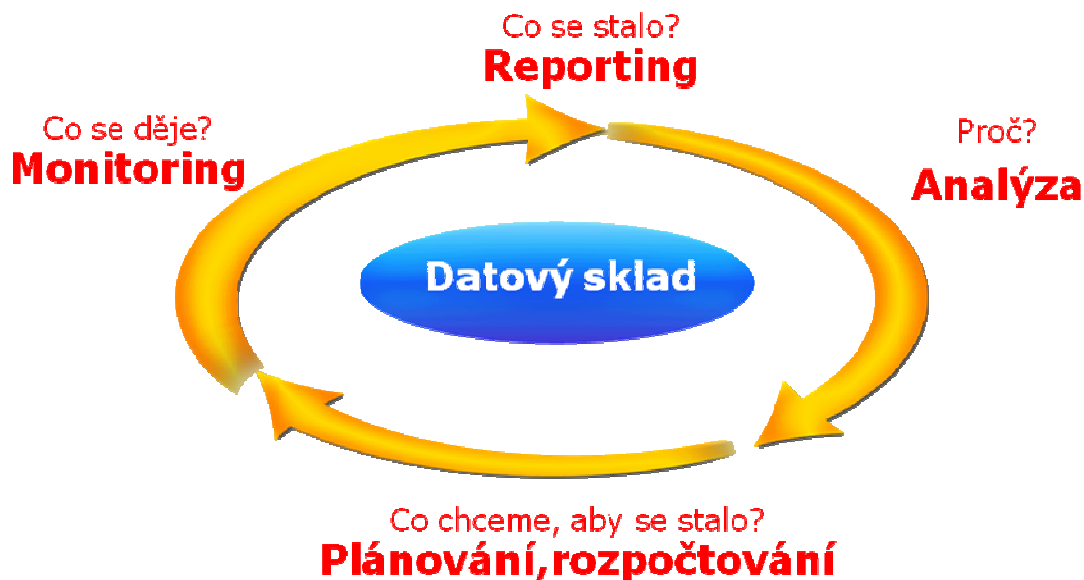 Co se stalo?
Reporting
Co se děje?
Monitoring
Proč?
Analýza
Datový sklad
Co chceme, aby se stalo?
Plánování,rozpočtování